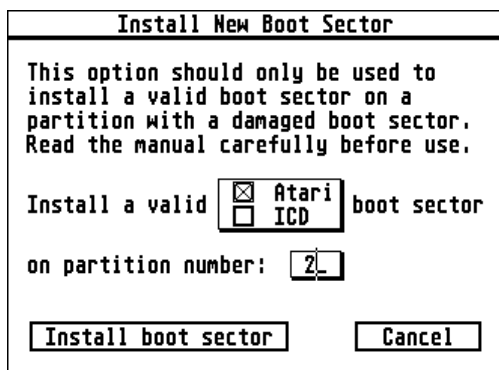 Install New Boot Sector
This option should only be used to
install a valid boot sector on a
partition with a damaged boot sector.
Read the manual carefully before use.
Install a valid
Atari
ICD
boot sector
on partition number: 2_
Install boot sector Cancel